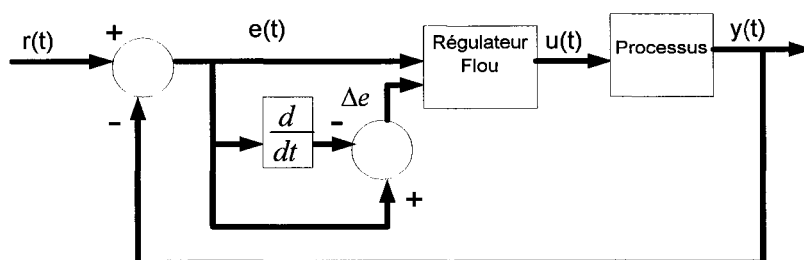 r(t)
+
-
e(t)
Régulateur
Flou
u(t)
Processus
y(t)
Δe
d
dt
-
+